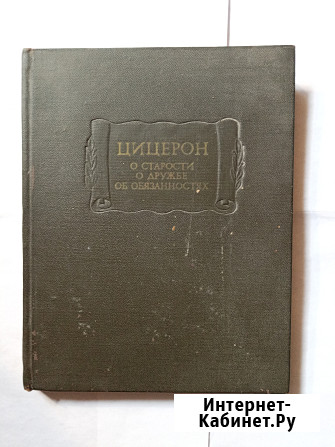 ЦИЦЕРОН
О СТАРОСТИ
О ДРУЖБЕ
ОБ ОБЯЗАННОСТЯХ
Интернет-
Кабинет.Ру